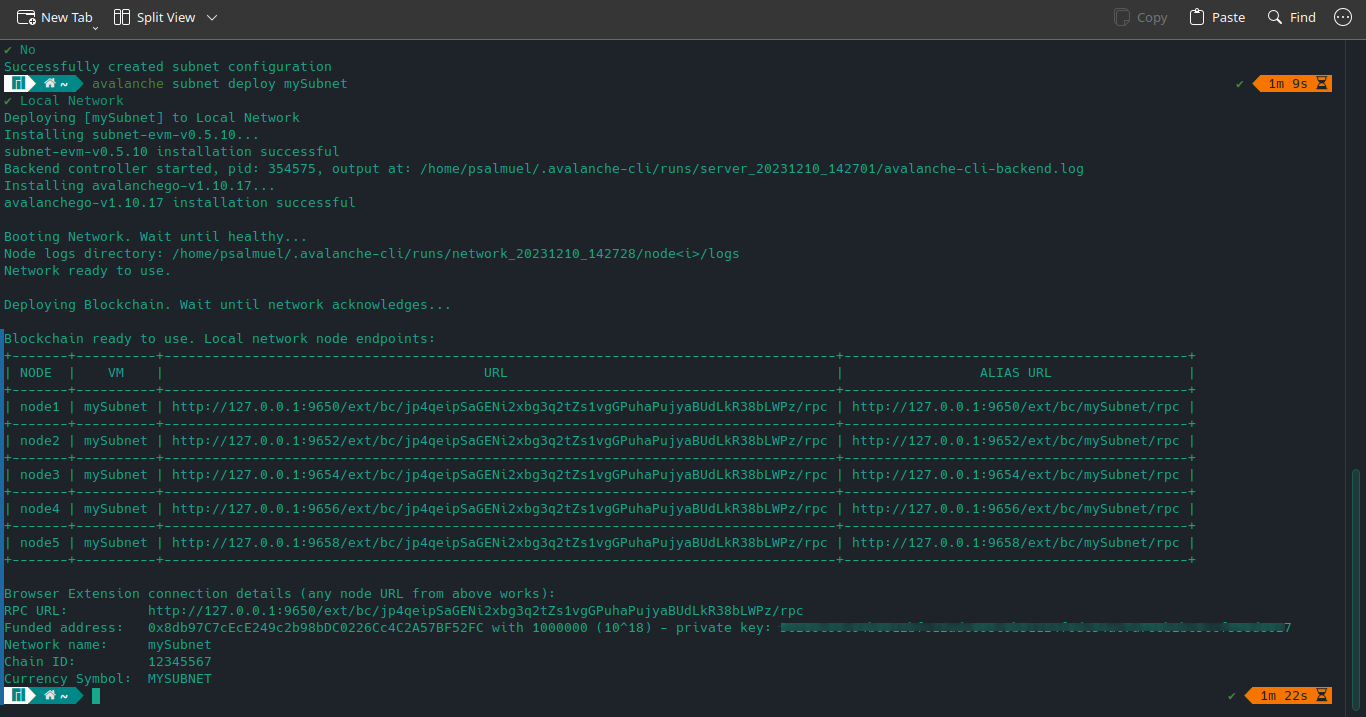 New Tab Split View Copy Paste Find
✔ No
Successfully created subnet configuration
~ avalanche subnet deploy mySubnet ✔ 1m 9s
✔ Local Network
Deploying [mySubnet] to Local Network
Installing subnet-evm-v0.5.10...
subnet-evm-v0.5.10 installation successful
Backend controller started, pid: 354575, output at: /home/psalmuel/.avalanche-cli/runs/server_20231210_142701/avalanche-cli-backend.log
Installing avalanchego-v1.10.17...
avalanchego-v1.10.17 installation successful
Booting Network. Wait until healthy...
Node logs directory: /home/psalmuel/.avalanche-cli/runs/network_20231210_142728/node<i>/logs
Network ready to use.
Deploying Blockchain. Wait until network acknowledges...
Blockchain ready to use. Local network node endpoints:
+-------+----------+------------------------------------------------------------------------------------+-------------------------------------------+
| NODE | VM | URL | ALIAS URL |
+-------+----------+------------------------------------------------------------------------------------+-------------------------------------------+
| node1 | mySubnet | http://127.0.0.1:9650/ext/bc/jp4qeipSaGENi2xbg3q2tZs1vgGPuhaPujyaBUdLkR38bLWPz/rpc | http://127.0.0.1:9650/ext/bc/mySubnet/rpc |
+-------+----------+------------------------------------------------------------------------------------+-------------------------------------------+
| node2 | mySubnet | http://127.0.0.1:9652/ext/bc/jp4qeipSaGENi2xbg3q2tZs1vgGPuhaPujyaBUdLkR38bLWPz/rpc | http://127.0.0.1:9652/ext/bc/mySubnet/rpc |
+-------+----------+------------------------------------------------------------------------------------+-------------------------------------------+
| node3 | mySubnet | http://127.0.0.1:9654/ext/bc/jp4qeipSaGENi2xbg3q2tZs1vgGPuhaPujyaBUdLkR38bLWPz/rpc | http://127.0.0.1:9654/ext/bc/mySubnet/rpc |
+-------+----------+------------------------------------------------------------------------------------+-------------------------------------------+
| node4 | mySubnet | http://127.0.0.1:9656/ext/bc/jp4qeipSaGENi2xbg3q2tZs1vgGPuhaPujyaBUdLkR38bLWPz/rpc | http://127.0.0.1:9656/ext/bc/mySubnet/rpc |
+-------+----------+------------------------------------------------------------------------------------+-------------------------------------------+
| node5 | mySubnet | http://127.0.0.1:9658/ext/bc/jp4qeipSaGENi2xbg3q2tZs1vgGPuhaPujyaBUdLkR38bLWPz/rpc | http://127.0.0.1:9658/ext/bc/mySubnet/rpc |
+-------+----------+------------------------------------------------------------------------------------+-------------------------------------------+
Browser Extension connection details (any node URL from above works):
RPC URL: http://127.0.0.1:9650/ext/bc/jp4qeipSaGENi2xbg3q2tZs1vgGPuhaPujyaBUdLkR38bLWPz/rpc
Funded address: 0x8db97C7cEcE249c2b98bDC0226Cc4C2A57BF52FC with 1000000 (10^18) - private key:
Network name: mySubnet
Chain ID: 12345567
Currency Symbol: MYSUBNET
~ ✔ 1m 22s